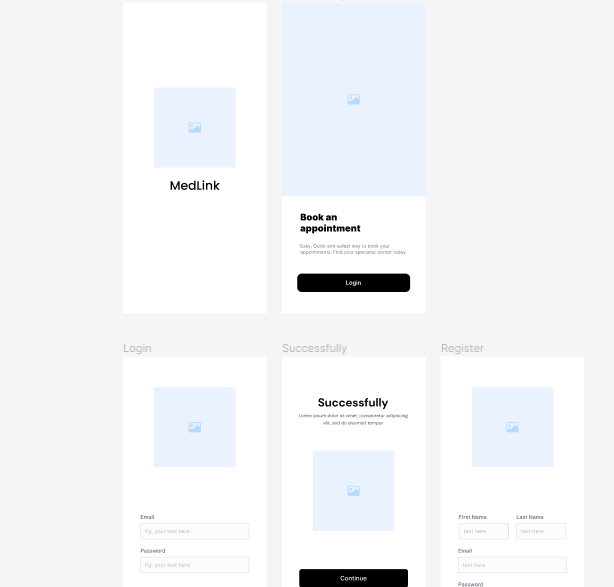 MedLink
Book an
appointment
Easy, Quick and safest way to book your
appointments. Find your specialist doctor today.
Login
Login
Successfully
Register
Email
Eg. your text here
Password
Eg. your text here
Successfully
Lorem ipsum dolor sit amet, consectetur adipiscing
elit, sed do eiusmod tempor
Continue
First Name
Last Name
text here
text here
Email
text here
Password